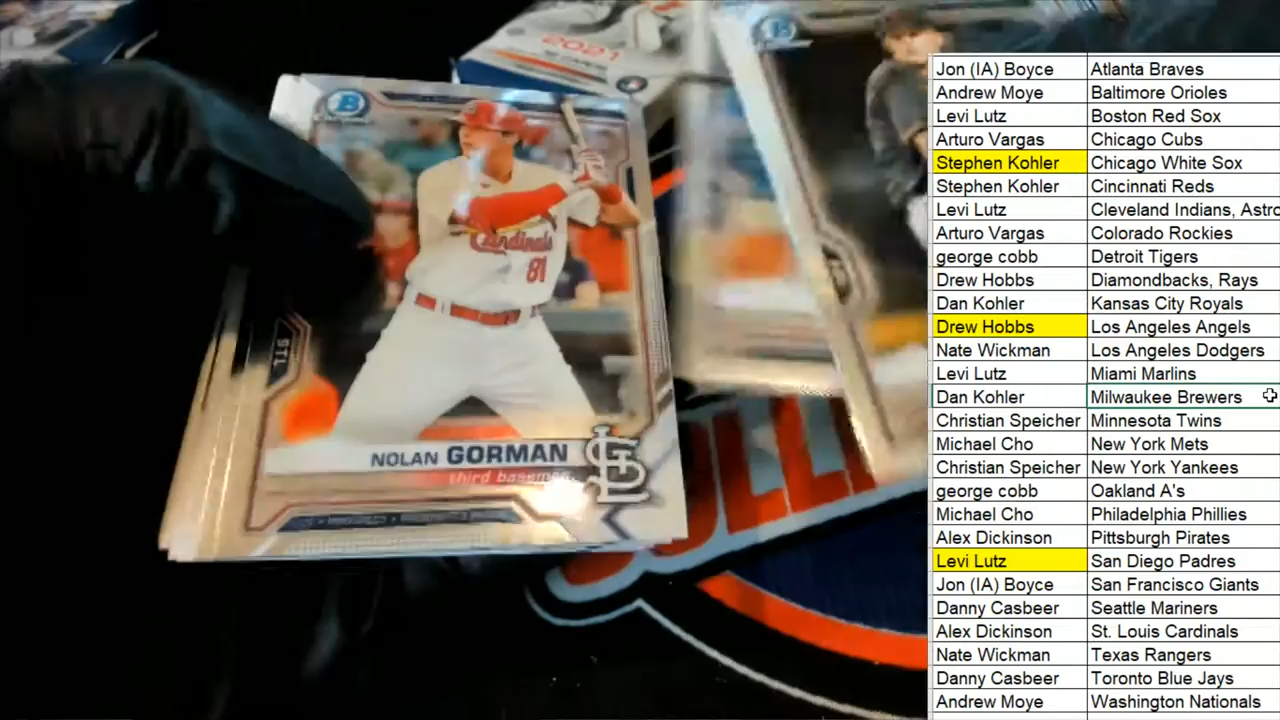 2021
B
Cardinals
81
STL
NOLAN GORMAN
third baseman
Jon (IA) Boyce Atlanta Braves
Andrew Moye Baltimore Orioles
Levi Lutz Boston Red Sox
Arturo Vargas Chicago Cubs
Stephen Kohler Chicago White Sox
Stephen Kohler Cincinnati Reds
Levi Lutz Cleveland Indians, Astro
Arturo Vargas Colorado Rockies
george cobb Detroit Tigers
Drew Hobbs Diamondbacks, Rays
Dan Kohler Kansas City Royals
Drew Hobbs Los Angeles Angels
Nate Wickman Los Angeles Dodgers
Levi Lutz Miami Marlins
Dan Kohler Milwaukee Brewers
Christian Speicher Minnesota Twins
Michael Cho New York Mets
Christian Speicher New York Yankees
george cobb Oakland A's
Michael Cho Philadelphia Phillies
Alex Dickinson Pittsburgh Pirates
Levi Lutz San Diego Padres
Jon (IA) Boyce San Francisco Giants
Danny Casbeer Seattle Mariners
Alex Dickinson St. Louis Cardinals
Nate Wickman Texas Rangers
Danny Casbeer Toronto Blue Jays
Andrew Moye Washington Nationals